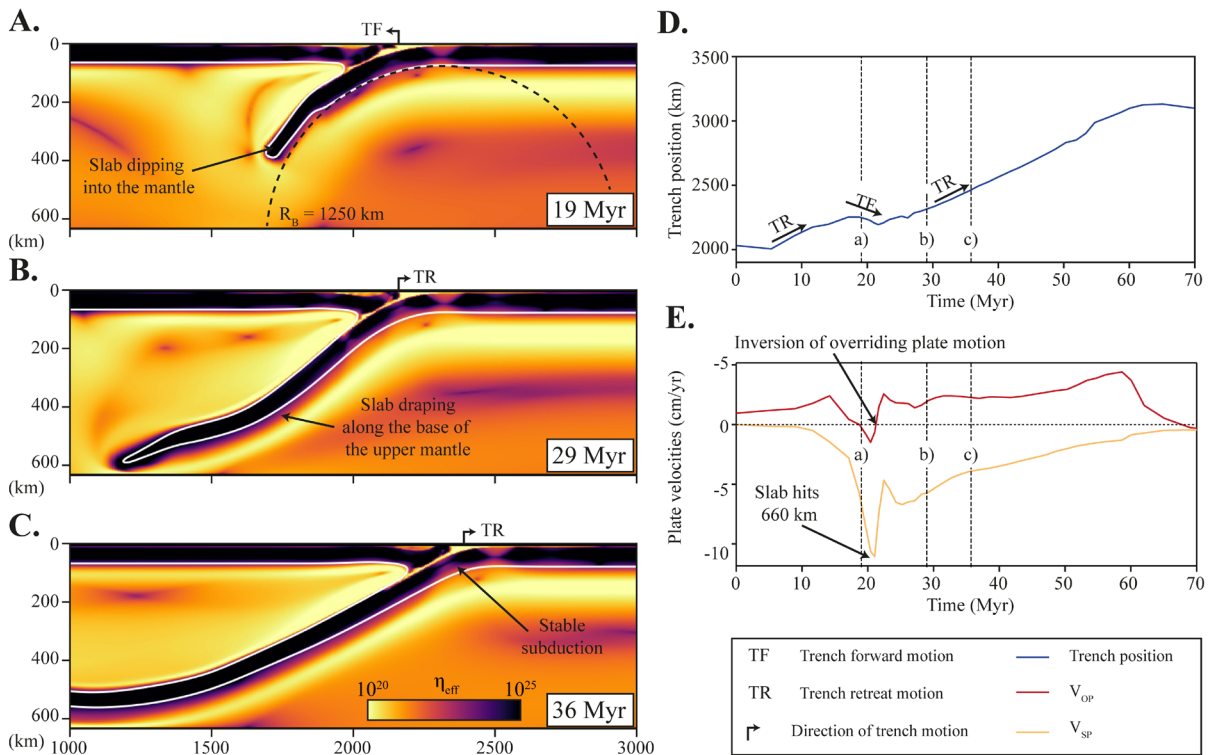 A.
TF
0
200
400
600
(km)
Slab dipping
into the mantle
R_B = 1250 km
19 Myr
B.
TR
0
200
400
600
(km)
Slab draping
along the base of
the upper mantle
29 Myr
C.
TR
0
200
400
600
(km)
Stable
subduction
10^20 η_eff 10^25
36 Myr
1000 1500 2000 2500 3000
D.
Trench position (km)
3500
3000
2500
2000
TR
TF
TR
a) b) c)
0 10 20 30 40 50 60 70
Time (Myr)
E.
Inversion of overriding plate motion
Plate velocities (cm/yr)
-5
0
-5
-10
a) b) c)
Slab hits
660 km
0 10 20 30 40 50 60 70
Time (Myr)
TF Trench forward motion
TR Trench retreat motion
Direction of trench motion
Trench position
V_OP
V_SP